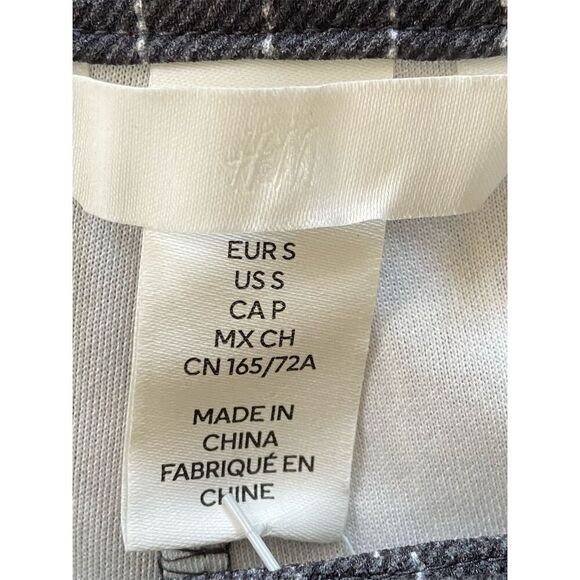 H&M
EUR S
US S
CA P
MX CH
CN 165/72A
MADE IN
CHINA
FABRIQUÉ EN
CHINE